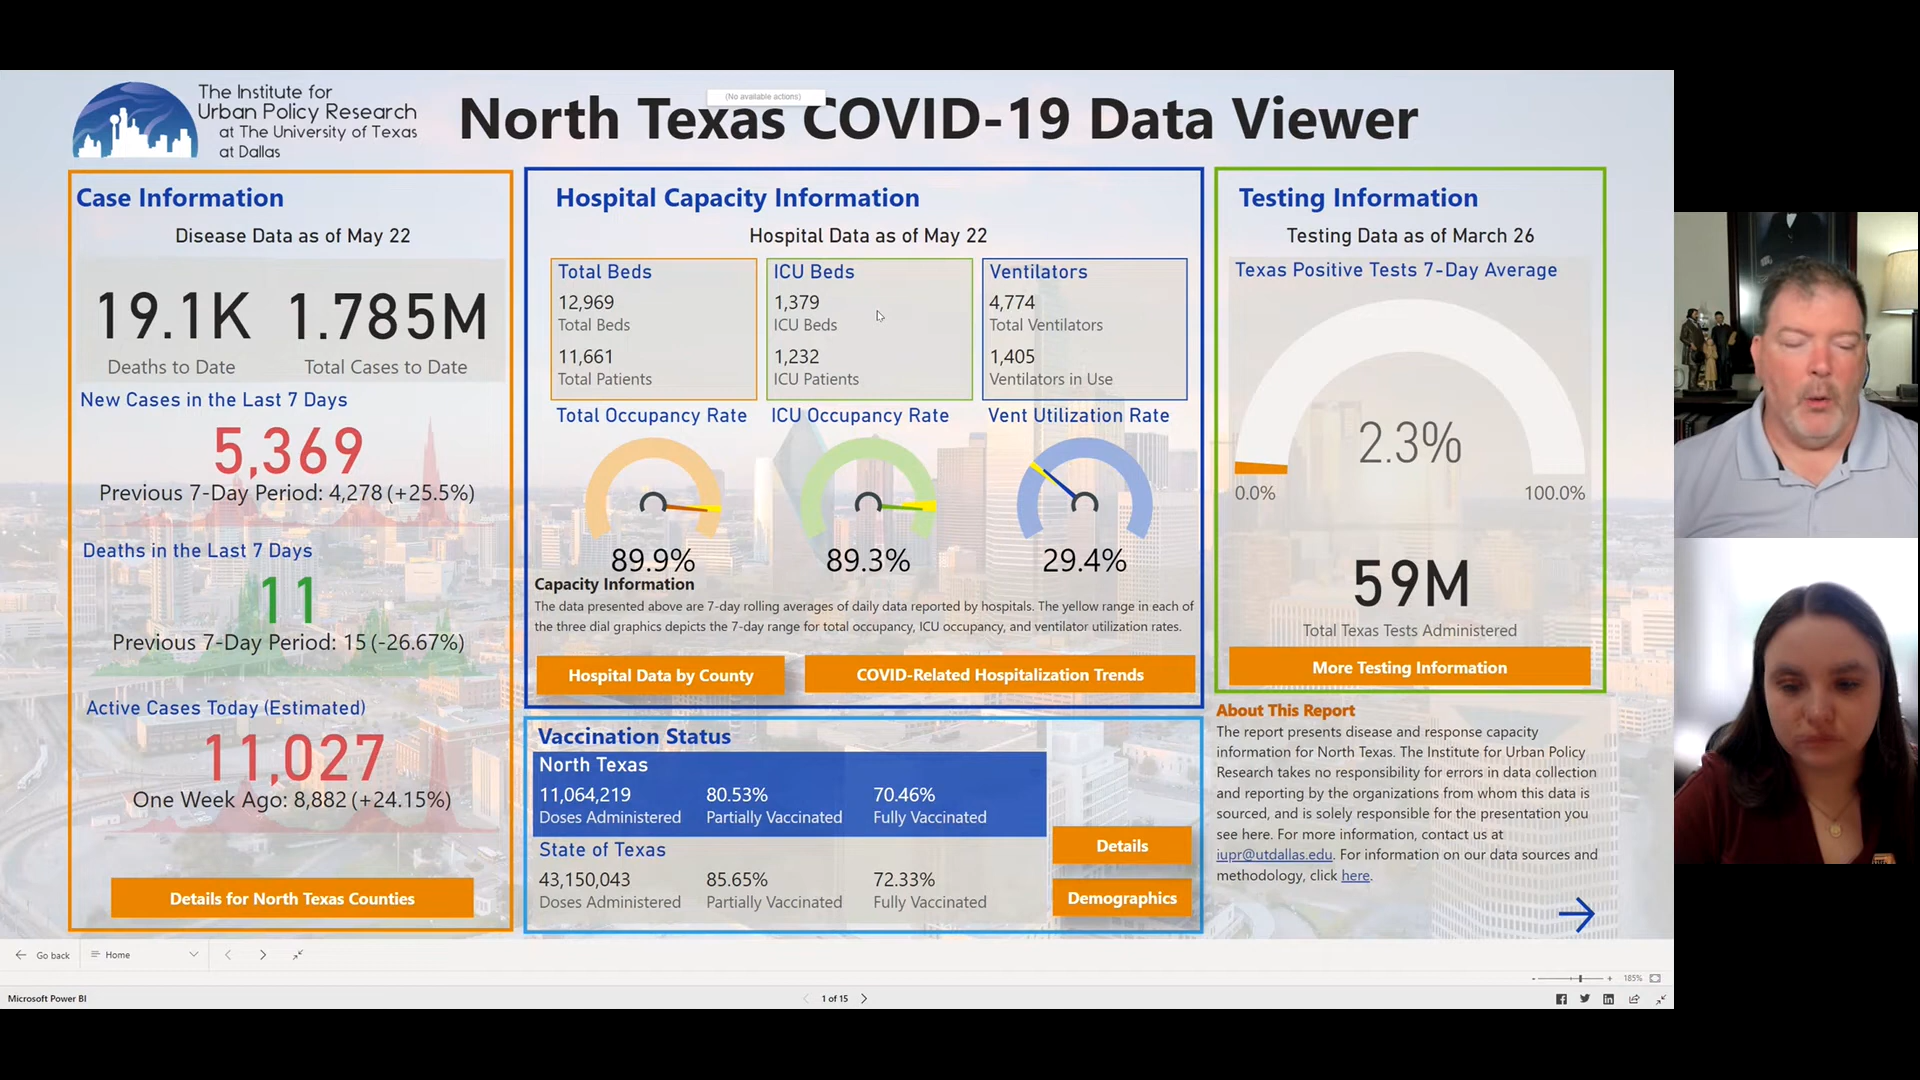 The Institute for
Urban Policy Research
at The University of Texas
at Dallas
(No available actions)
North Texas COVID-19 Data Viewer
Case Information
Disease Data as of May 22
19.1K 1.785M
Deaths to Date Total Cases to Date
New Cases in the Last 7 Days
5,369
Previous 7-Day Period: 4,278 (+25.5%)
Deaths in the Last 7 Days
11
Previous 7-Day Period: 15 (-26.67%)
Active Cases Today (Estimated)
11,027
One Week Ago: 8,882 (+24.15%)
Details for North Texas Counties
Hospital Capacity Information
Hospital Data as of May 22
Total Beds
12,969
Total Beds
11,661
Total Patients
ICU Beds
1,379
ICU Beds
1,232
ICU Patients
Ventilators
4,774
Total Ventilators
1,405
Ventilators in Use
Total Occupancy Rate ICU Occupancy Rate Vent Utilization Rate
89.9% 89.3% 29.4%
Capacity Information
The data presented above are 7-day rolling averages of daily data reported by hospitals. The yellow range in each of
the three dial graphics depicts the 7-day range for total occupancy, ICU occupancy, and ventilator utilization rates.
Hospital Data by County COVID-Related Hospitalization Trends
Vaccination Status
North Texas
11,064,219 80.53% 70.46%
Doses Administered Partially Vaccinated Fully Vaccinated
State of Texas
43,150,043 85.65% 72.33%
Doses Administered Partially Vaccinated Fully Vaccinated
Details
Demographics
Testing Information
Testing Data as of March 26
Texas Positive Tests 7-Day Average
2.3%
0.0% 100.0%
59M
Total Texas Tests Administered
More Testing Information
About This Report
The report presents disease and response capacity
information for North Texas. The Institute for Urban Policy
Research takes no responsibility for errors in data collection
and reporting by the organizations from whom this data is
sourced, and is solely responsible for the presentation you
see here. For more information, contact us at
iupr@utdallas.edu. For information on our data sources and
methodology, click here.
Go back Home
185%
Microsoft Power BI 1 of 15